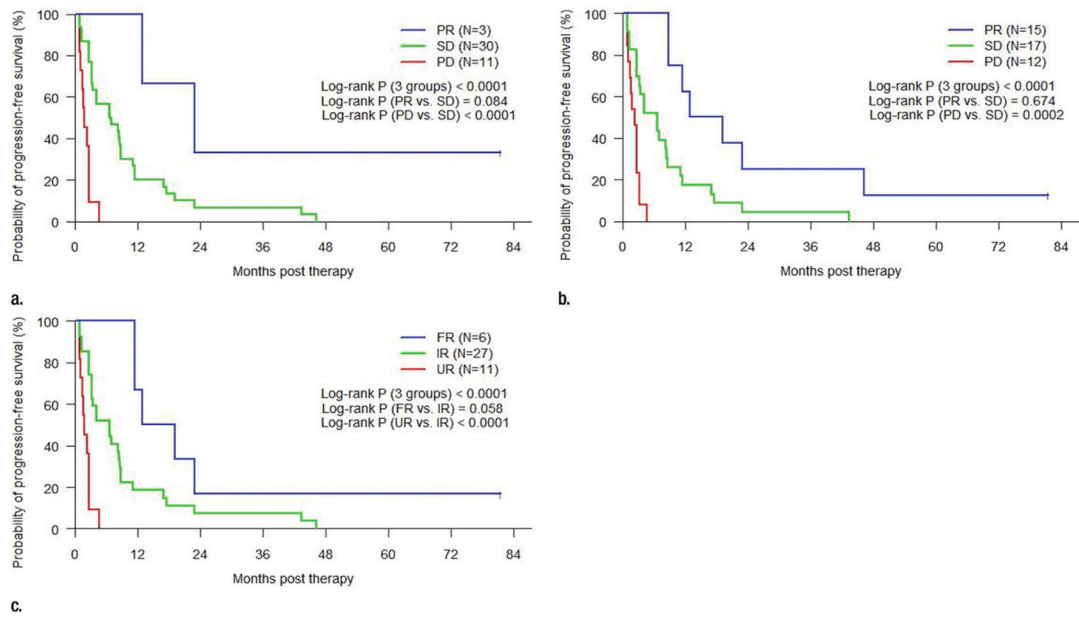 Probability of progression-free survival (%)
100
80
60
40
20
0
0 12 24 36 48 60 72 84
Months post therapy
PR (N=3)
SD (N=30)
PD (N=11)
Log-rank P (3 groups) < 0.0001
Log-rank P (PR vs. SD) = 0.084
Log-rank P (PD vs. SD) < 0.0001
a.
Probability of progression-free survival (%)
100
80
60
40
20
0
0 12 24 36 48 60 72 84
Months post therapy
PR (N=15)
SD (N=17)
PD (N=12)
Log-rank P (3 groups) < 0.0001
Log-rank P (PR vs. SD) = 0.674
Log-rank P (PD vs. SD) = 0.0002
b.
Probability of progression-free survival (%)
100
80
60
40
20
0
0 12 24 36 48 60 72 84
Months post therapy
FR (N=6)
IR (N=27)
UR (N=11)
Log-rank P (3 groups) < 0.0001
Log-rank P (FR vs. IR) = 0.058
Log-rank P (UR vs. IR) < 0.0001
c.